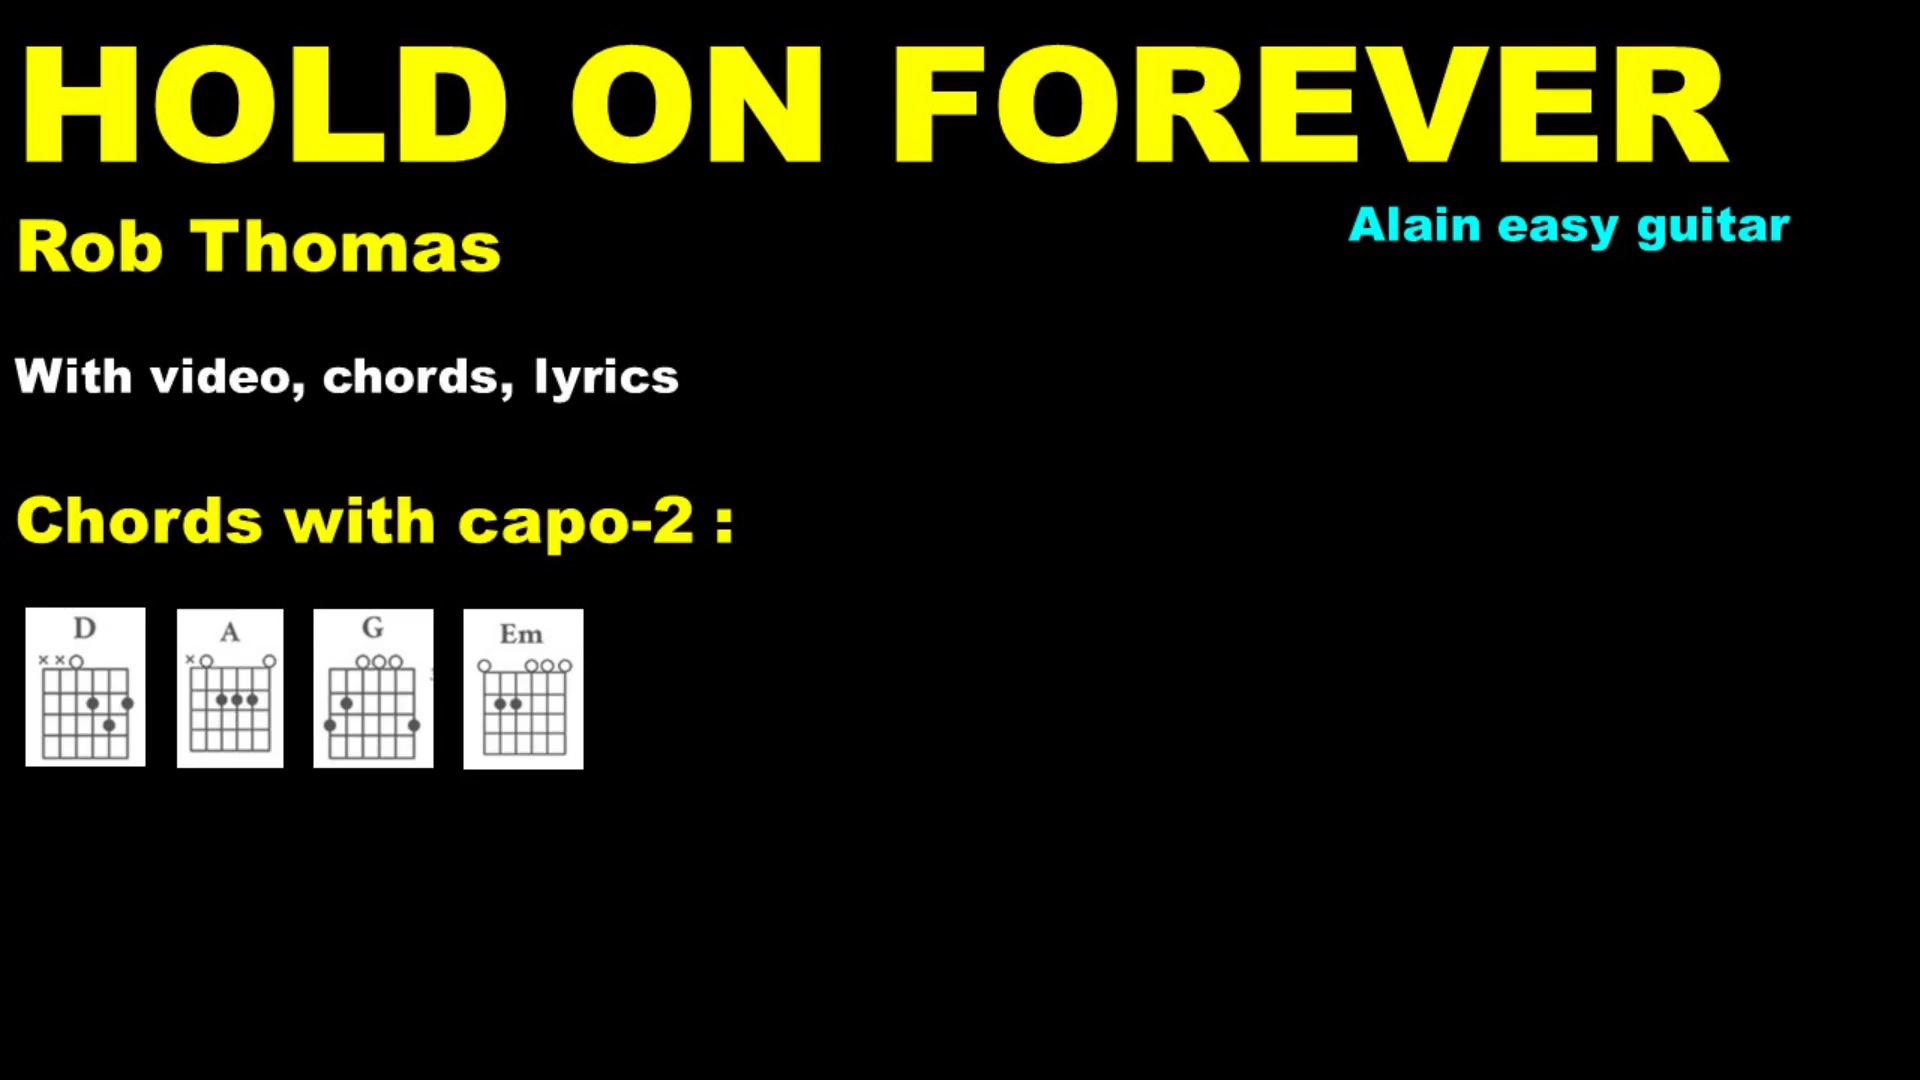 HOLD ON FOREVER
Rob Thomas
Alain easy guitar
With video, chords, lyrics
Chords with capo-2 :
D A G Em